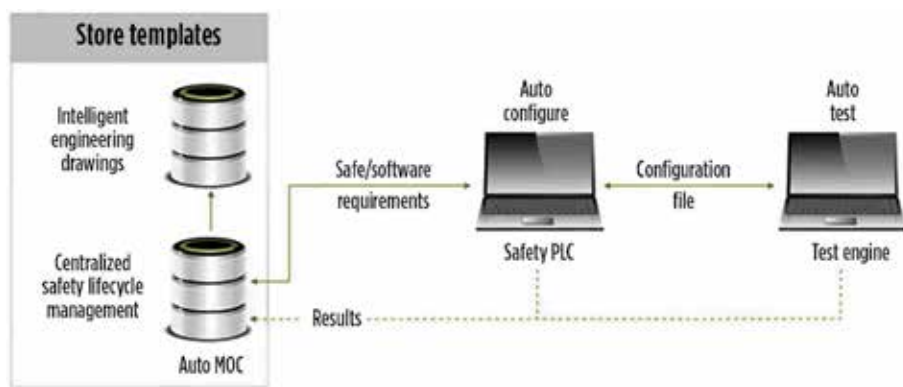 Store templates
Intelligent
engineering
drawings
Centralized
safety lifecycle
management
Auto MOC
Safe/software
requirements
Results
Auto
configure
Safety PLC
Configuration
file
Auto
test
Test engine